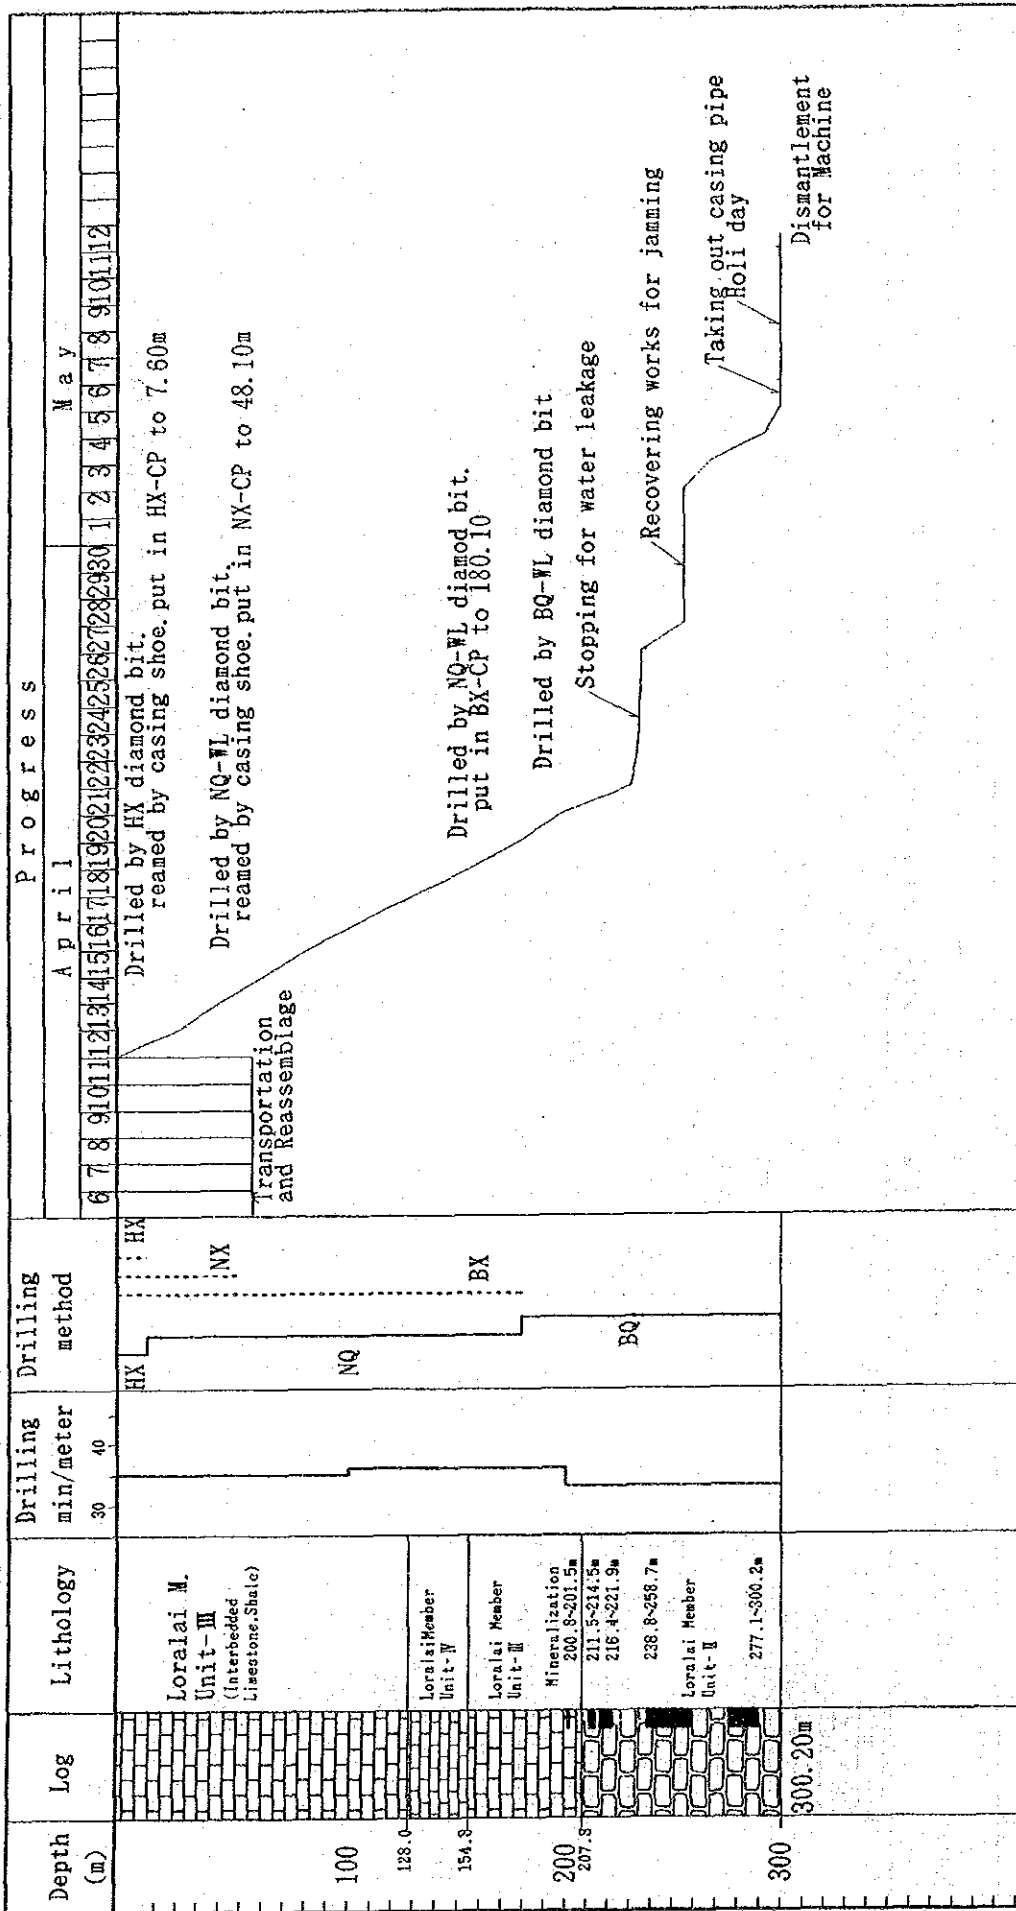 Depth
(m)
Log
Lithology
Drilling
min/meter
Drilling
method
Progress
April
May
30
40
6 7 8 9 10 11 12 13 14 15 16 17 18 19 20 21 22 23 24 25 26 27 28 29 30 1 2 3 4 5 6 7 8 9 10 11 12
100
128.0
154.8
200
207.8
300
300.20m
Loralai M.
Unit-Ⅲ
(Interbedded
Limestone.Shale)
Loralai Member
Unit-Ⅳ
Loralai Member
Unit-Ⅲ
Mineralization
200.8~201.5m
211.5~214.5m
216.4~221.9m
238.8~258.7m
Loralai Member
Unit-Ⅱ
277.1~300.2m
HX
NQ
BQ
HX
NX
BX
Transportation
and Reassemblage
Drilled by HX diamond bit.
reamed by casing shoe. put in HX-CP to 7.60m
Drilled by NQ-WL diamond bit.
reamed by casing shoe. put in NX-CP to 48.10m
Drilled by NQ-WL diamod bit.
put in BX-CP to 180.10
Drilled by BQ-WL diamond bit
Stopping for water leakage
Recovering works for jamming
Taking out casing pipe
Holi day
Dismantlement
for Machine